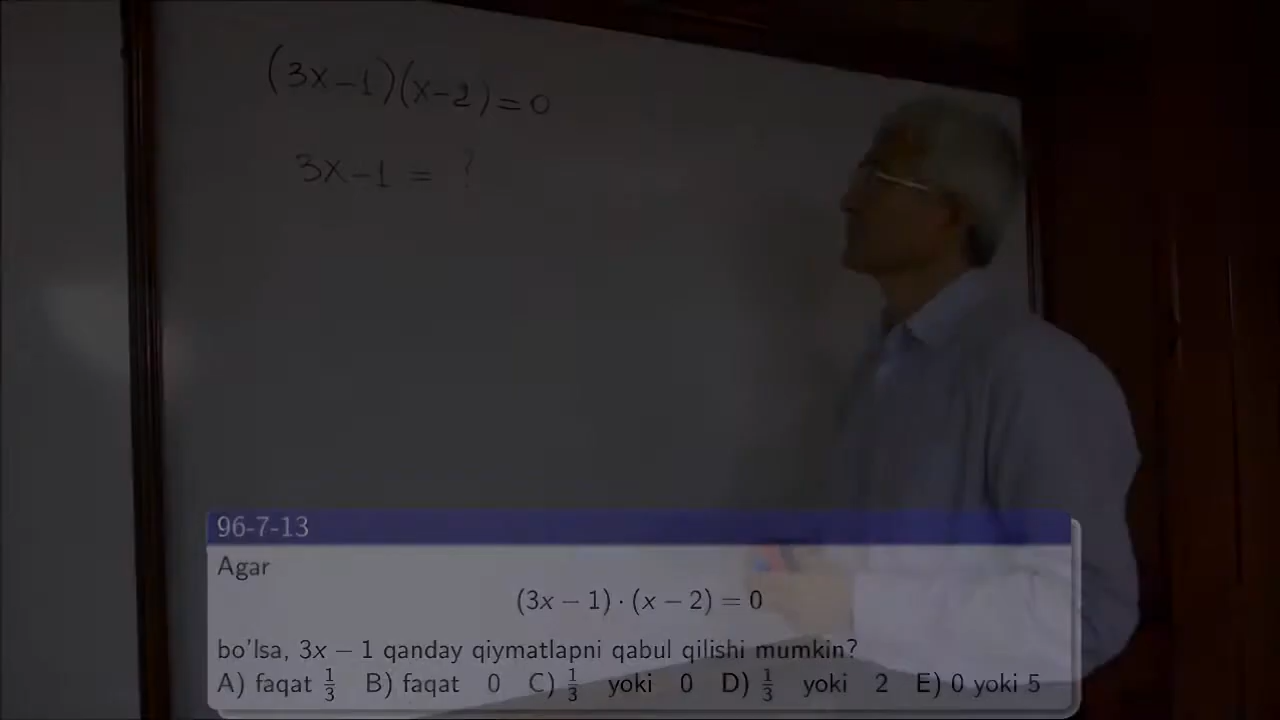 (3x-1)(x-2)=0
3x-1 = ?
96-7-13
Agar
(3x − 1) · (x − 2) = 0
bo'lsa, 3x − 1 qanday qiymatlapni qabul qilishi mumkin?
A) faqat 1/3 B) faqat 0 C) 1/3 yoki 0 D) 1/3 yoki 2 E) 0 yoki 5